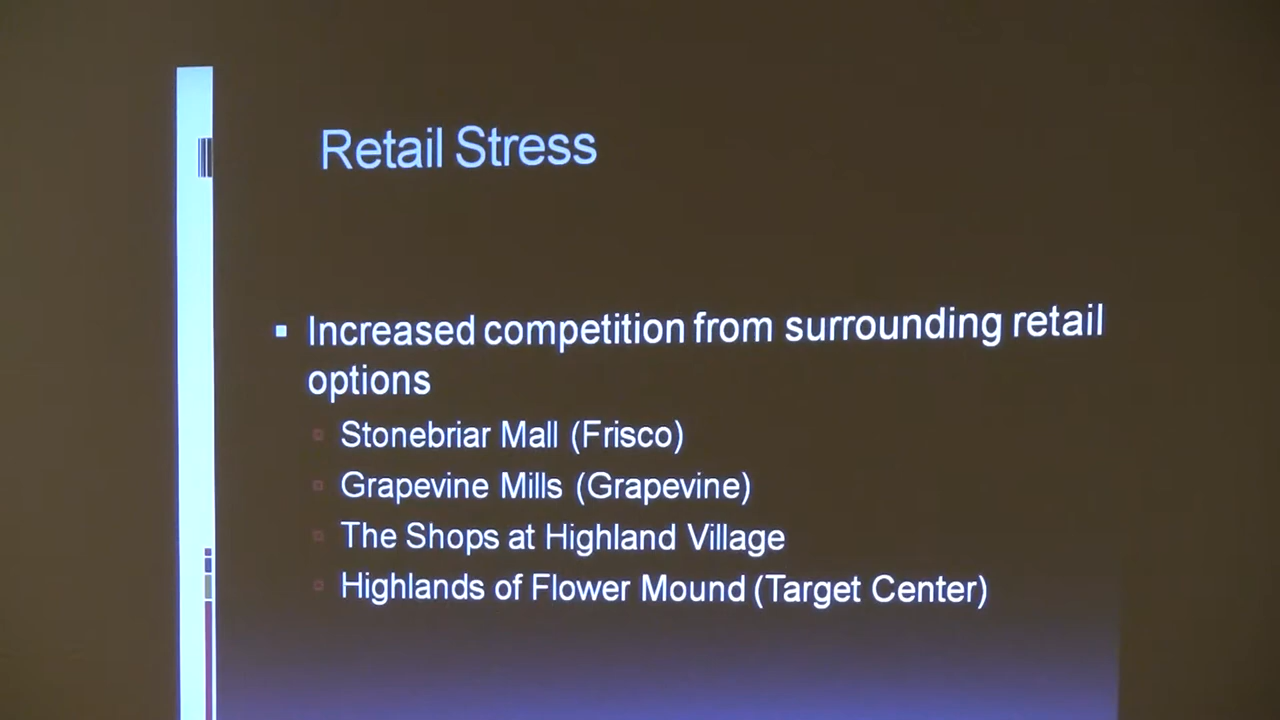 Retail Stress
Increased competition from surrounding retail
options
Stonebriar Mall (Frisco)
Grapevine Mills (Grapevine)
The Shops at Highland Village
Highlands of Flower Mound (Target Center)